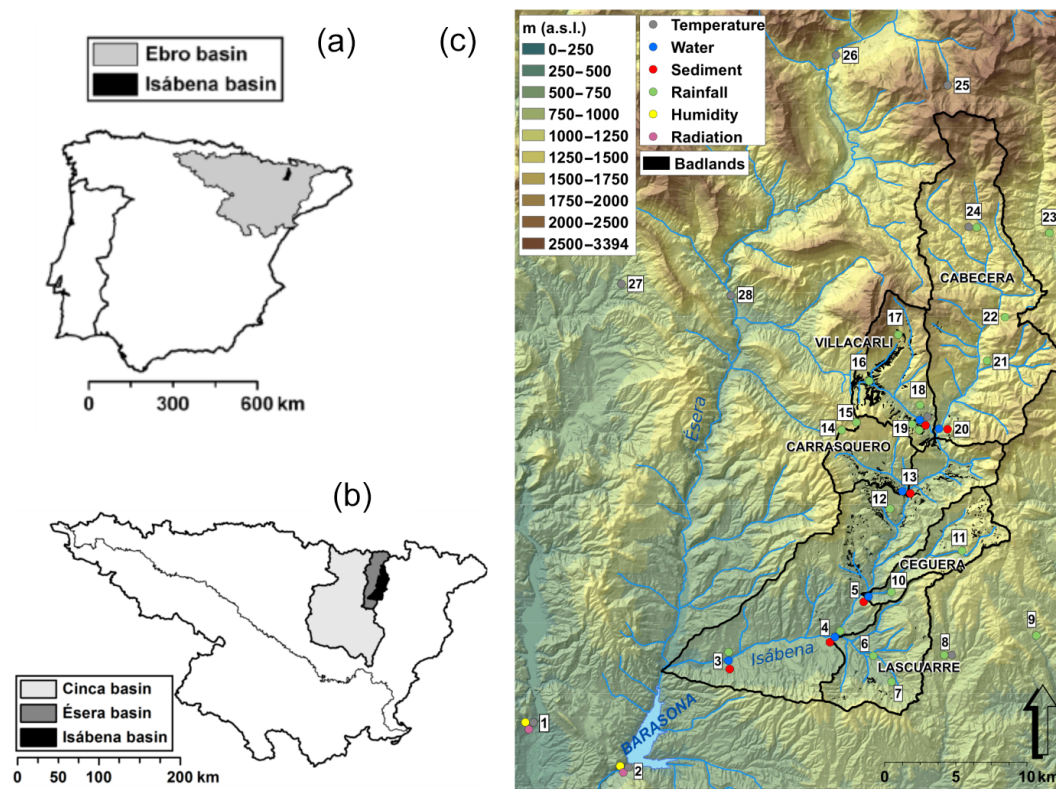 (a)
Ebro basin
Isábena basin
0 300 600 km
(b)
Cinca basin
Ésera basin
Isábena basin
0 50 100 200 km
(c)
m (a.s.l.)
0–250
250–500
500–750
750–1000
1000–1250
1250–1500
1500–1750
1750–2000
2000–2500
2500–3394
Temperature
Water
Sediment
Rainfall
Humidity
Radiation
Badlands
26
25
24
23
CABECERA
27
28
22
17
VILLACARLI
16
21
18
Ésera
15
14
19
20
CARRASQUERO
13
12
11
CEGUERA
10
5
4
9
6
8
Isábena
3
LASCUARRE
7
BARASONA
1
2
0 5 10 km